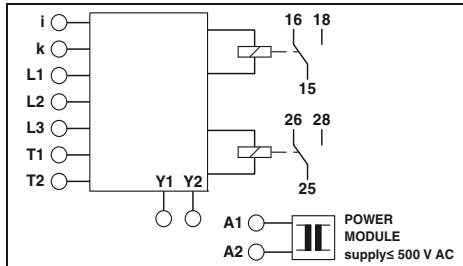 i
k
L1
L2
L3
T1
T2
Y1 Y2
16 18
15
26 28
25
A1
A2
POWER
MODULE
supply≤ 500 V AC